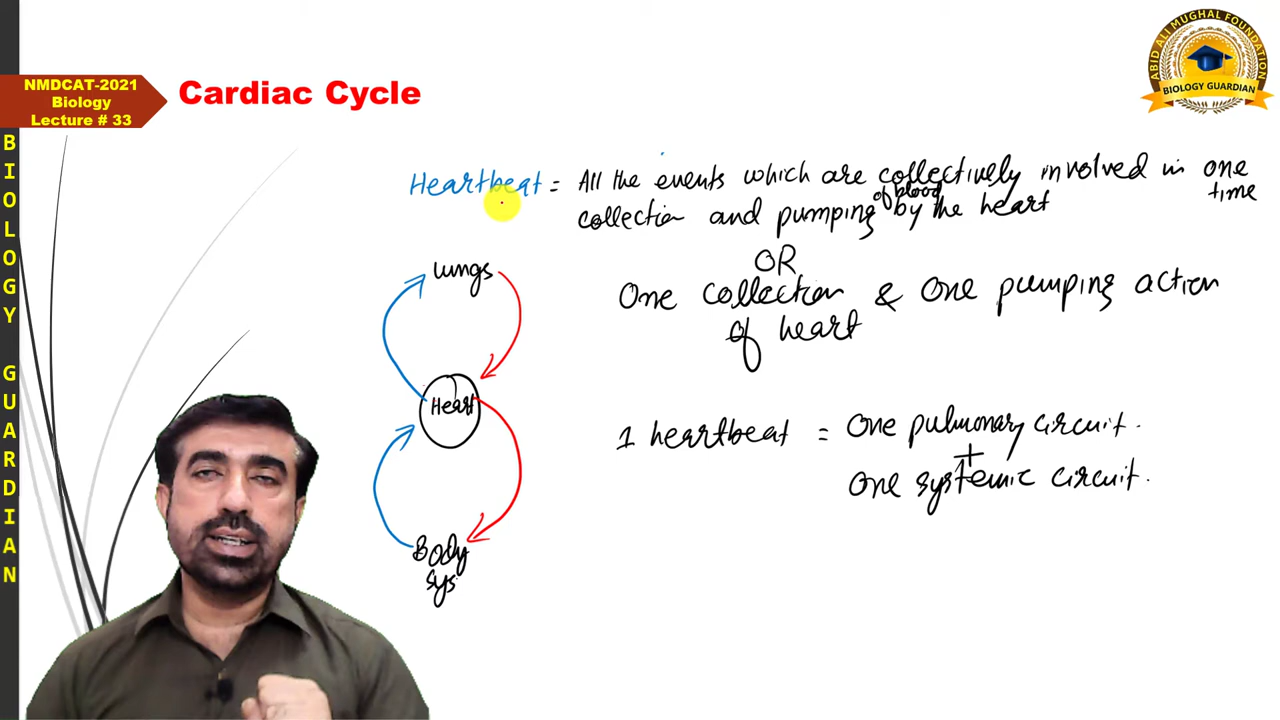 ABID ALI MUGHAL FOUNDATION
BIOLOGY GUARDIAN
NMDCAT-2021
Biology
Lecture # 33
Cardiac Cycle
BIOLOGY GUARDIAN
Heartbeat = All the events which are collectively involved in one time
collection and pumping of blood by the heart
OR
One collection & One pumping action
of heart
Lungs
Heart
Body
sys
1 heartbeat = One pulmonary circuit.
+
One systemic circuit.